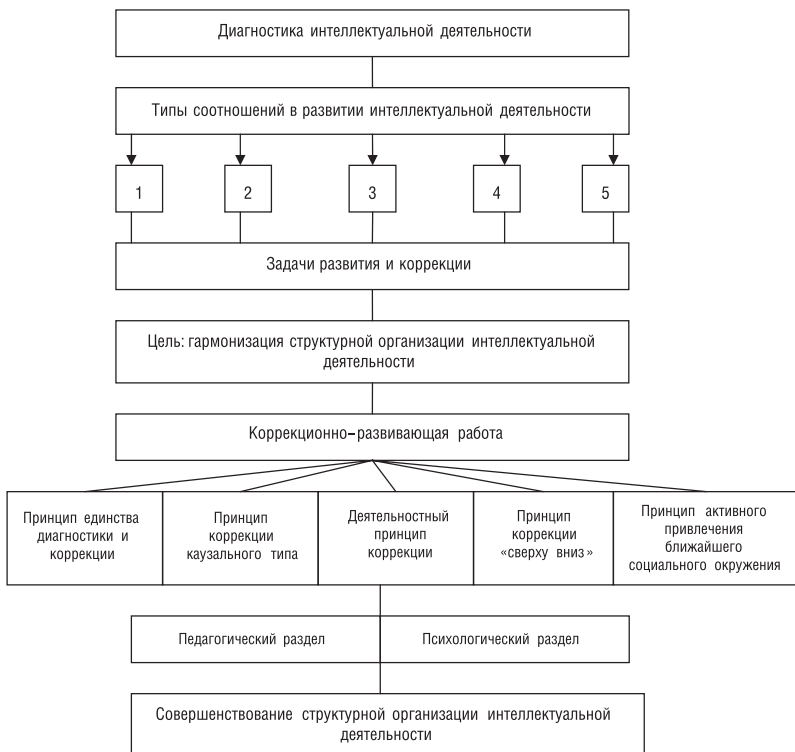 Диагностика интеллектуальной деятельности
Типы соотношений в развитии интеллектуальной деятельности
1 2 3 4 5
Задачи развития и коррекции
Цель: гармонизация структурной организации интеллектуальной
деятельности
Коррекционно-развивающая работа
Принцип единства
диагностики и
коррекции
Принцип
коррекции
каузального типа
Деятельностный
принцип
коррекции
Принцип
коррекции
«сверху вниз»
Принцип активного
привлечения
ближайшего
социального окружения
Педагогический раздел
Психологический раздел
Совершенствование структурной организации интеллектуальной
деятельности